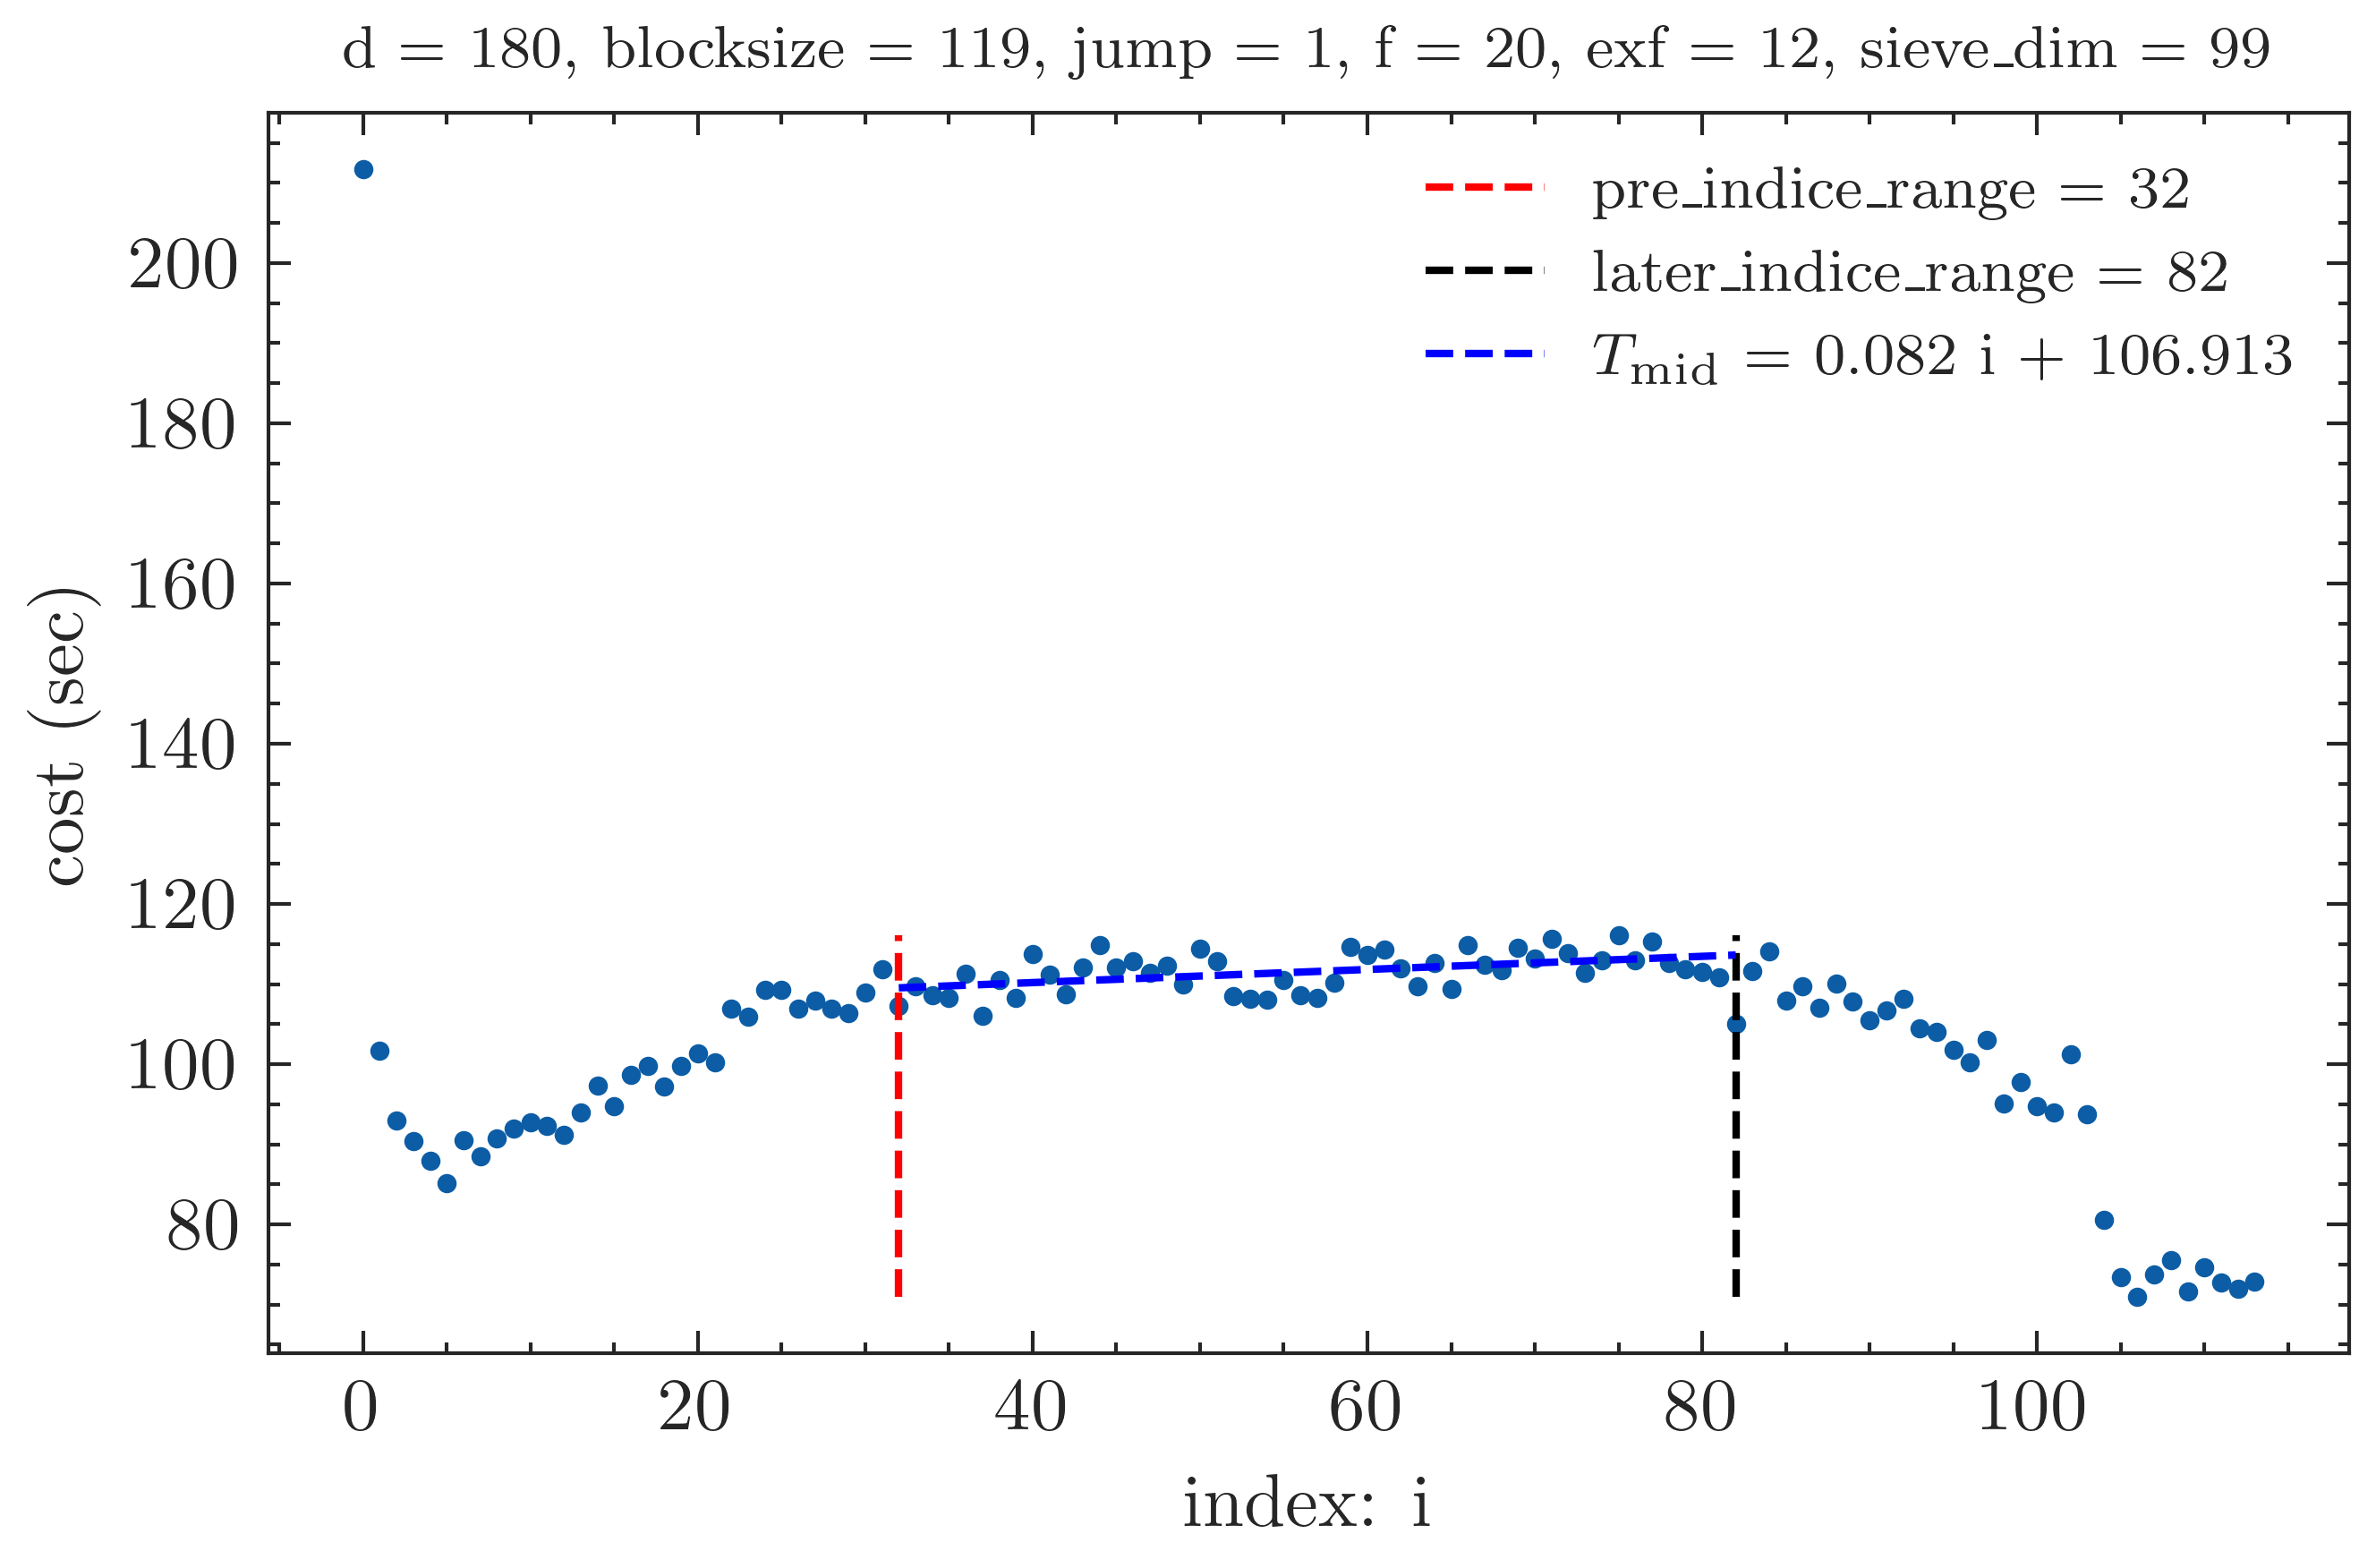 d = 180, blocksize = 119, jump = 1, f = 20, exf = 12, sieve_dim = 99
pre_indice_range = 32
later_indice_range = 82
T_mid = 0.082 i + 106.913
cost (sec)
200
180
160
140
120
100
80
0 20 40 60 80 100
index: i